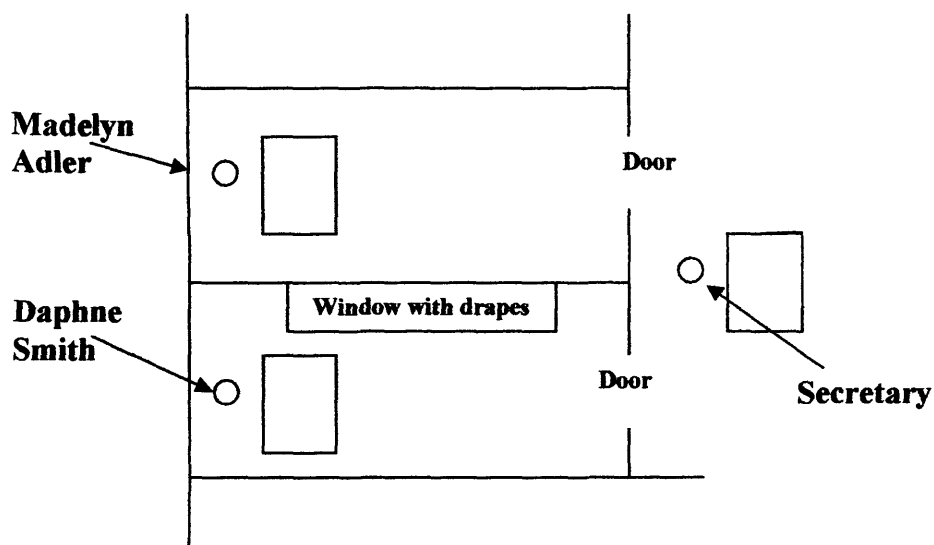 Madelyn
Adler
Door
Window with drapes
Daphne
Smith
Door
Secretary